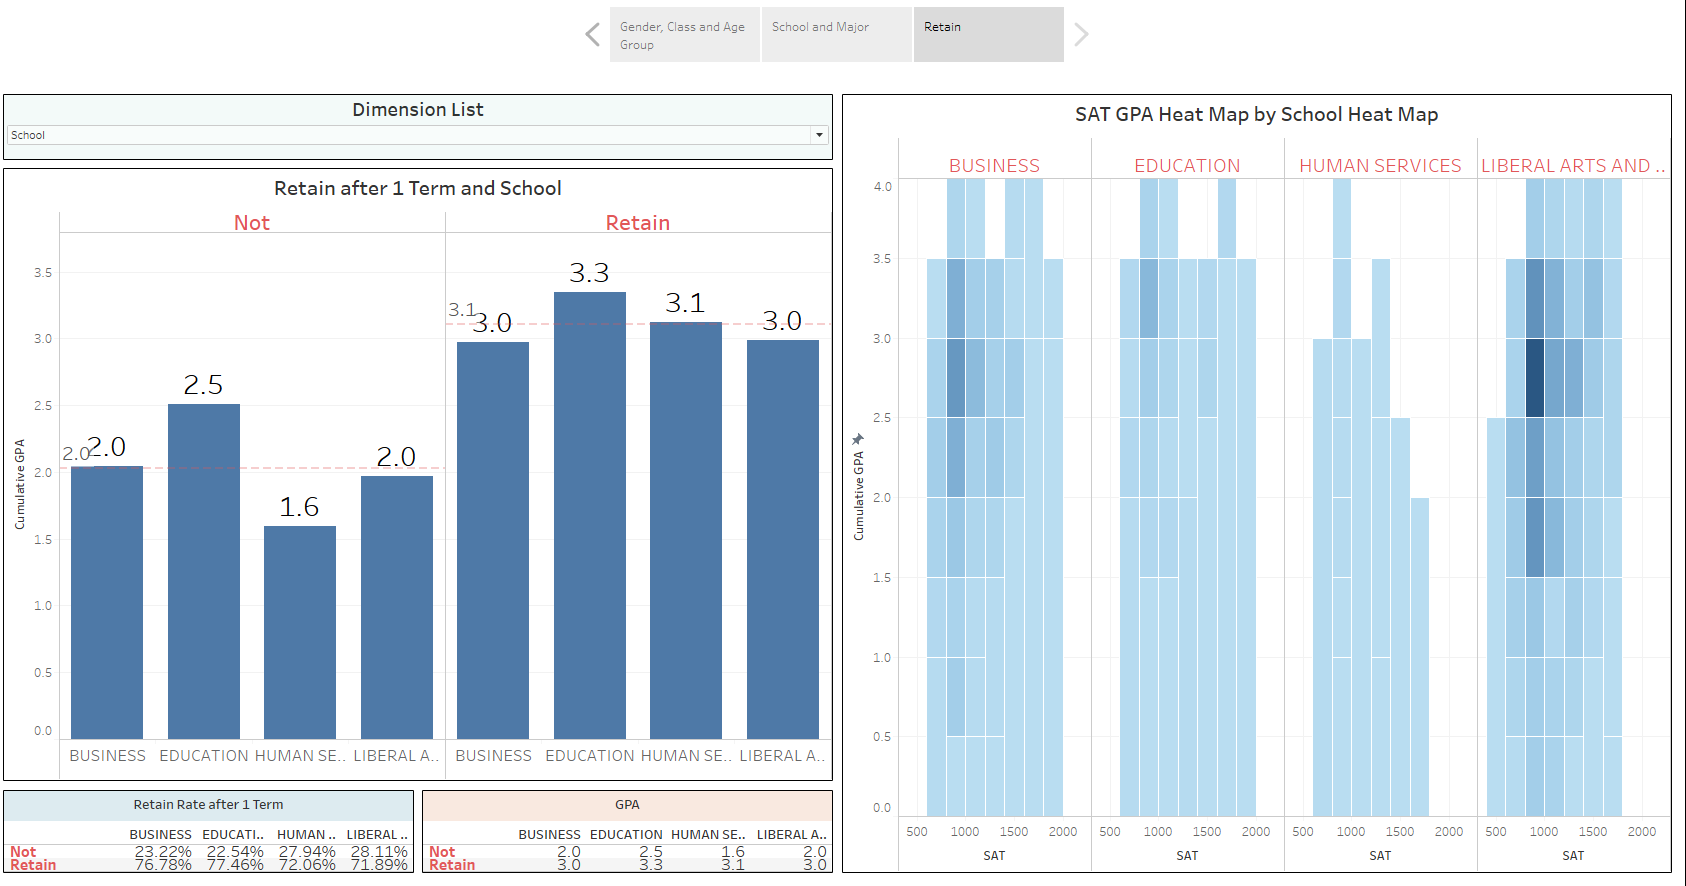 Gender, Class and Age
Group
School and Major
Retain
Dimension List
School
Retain after 1 Term and School
Not
Retain
Cumulative GPA
3.5
3.0
2.5
2.0
1.5
1.0
0.5
0.0
2.0
2.0
2.5
1.6
2.0
3.1
3.0
3.3
3.1
3.0
BUSINESS EDUCATION HUMAN SE.. LIBERAL A.. BUSINESS EDUCATION HUMAN SE.. LIBERAL A..
Retain Rate after 1 Term
BUSINESS EDUCATI.. HUMAN .. LIBERAL ..
Not 23.22% 22.54% 27.94% 28.11%
Retain 76.78% 77.46% 72.06% 71.89%
GPA
BUSINESS EDUCATION HUMAN SE.. LIBERAL A..
Not 2.0 2.5 1.6 2.0
Retain 3.0 3.3 3.1 3.0
SAT GPA Heat Map by School Heat Map
BUSINESS EDUCATION HUMAN SERVICES LIBERAL ARTS AND ..
Cumulative GPA
4.0
3.5
3.0
2.5
2.0
1.5
1.0
0.5
0.0
500 1000 1500 2000 500 1000 1500 2000 500 1000 1500 2000 500 1000 1500 2000
SAT SAT SAT SAT